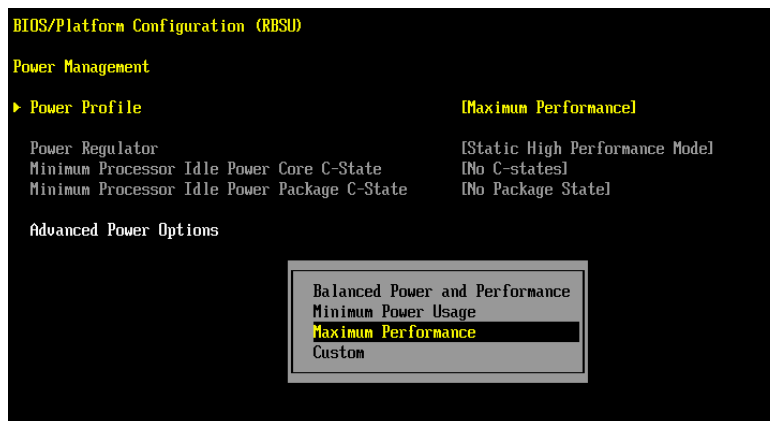 BIOS/Platform Configuration (RBSU)
Power Management
Power Profile [Maximum Performance]
Power Regulator [Static High Performance Mode]
Minimum Processor Idle Power Core C-State [No C-states]
Minimum Processor Idle Power Package C-State [No Package State]
Advanced Power Options
Balanced Power and Performance
Minimum Power Usage
Maximum Performance
Custom